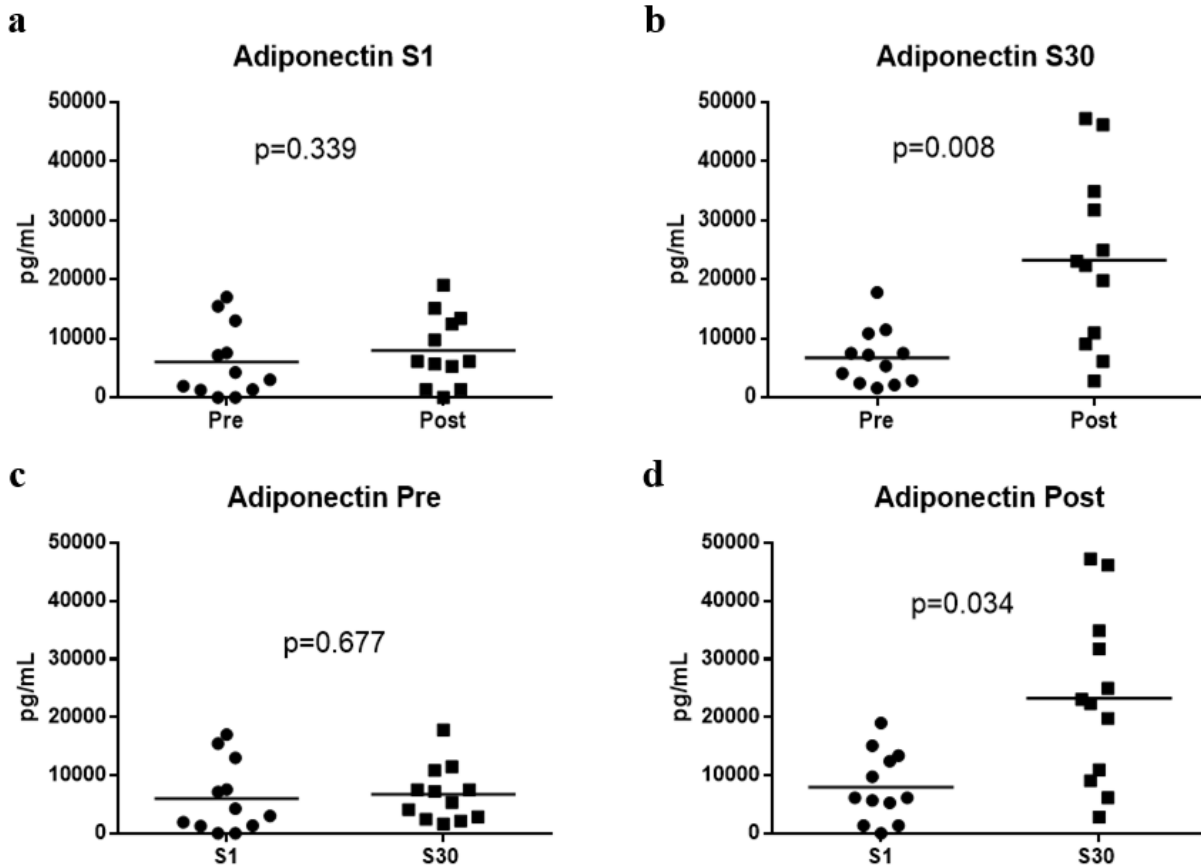 a
Adiponectin S1
50000
40000
30000
20000
10000
0
pg/mL
p=0.339
Pre
Post
b
Adiponectin S30
50000
40000
30000
20000
10000
0
pg/mL
p=0.008
Pre
Post
c
Adiponectin Pre
50000
40000
30000
20000
10000
0
pg/mL
p=0.677
S1
S30
d
Adiponectin Post
50000
40000
30000
20000
10000
0
pg/mL
p=0.034
S1
S30